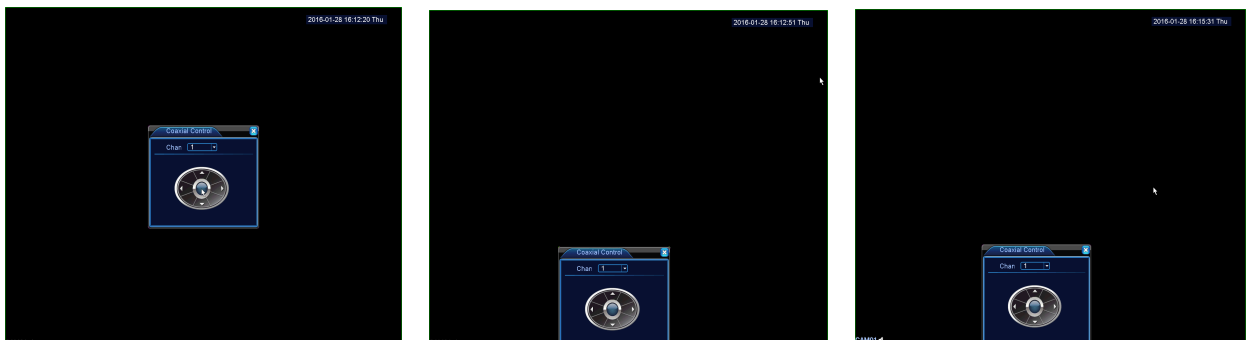 2016-01-28 16:12:20 Thu
Coaxial Control
Chan 1
2016-01-28 16:12:51 Thu
Coaxial Control
Chan 1
2016-01-28 16:15:31 Thu
Coaxial Control
Chan 1
CAM01